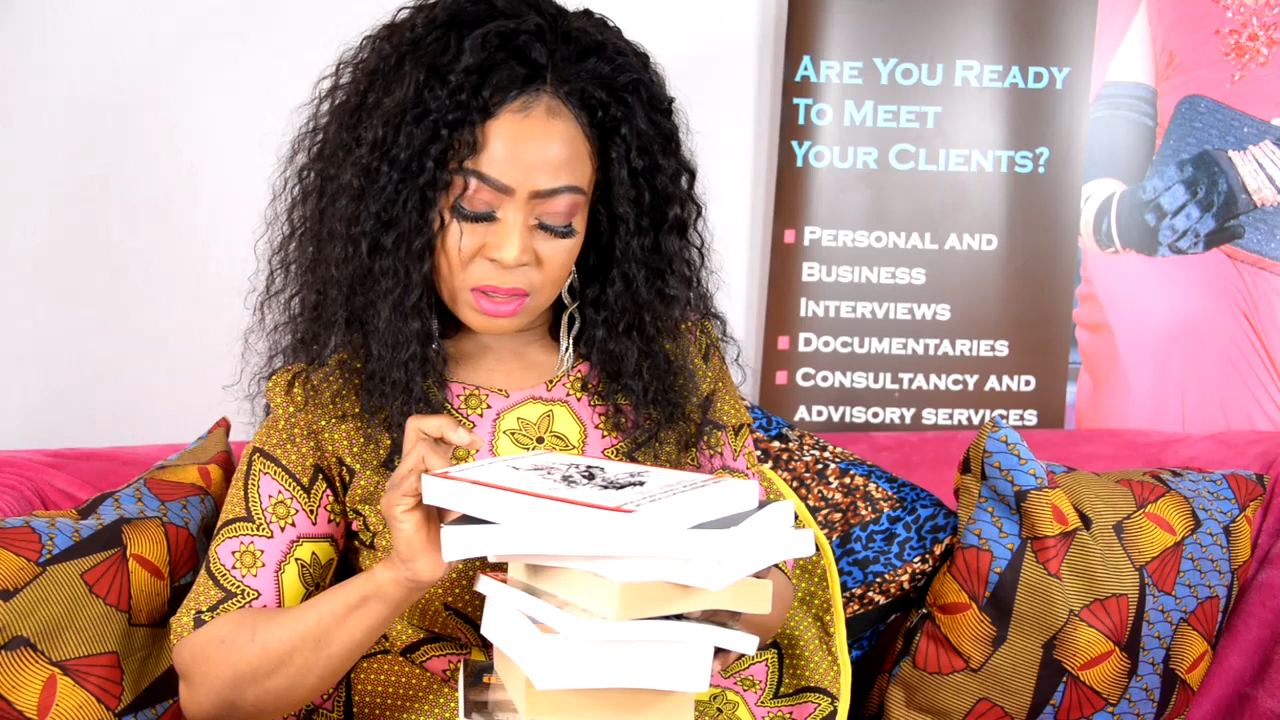 ARE YOU READY
TO MEET
YOUR CLIENTS?
PERSONAL AND
BUSINESS
INTERVIEWS
DOCUMENTARIES
CONSULTANCY AND
ADVISORY SERVICES